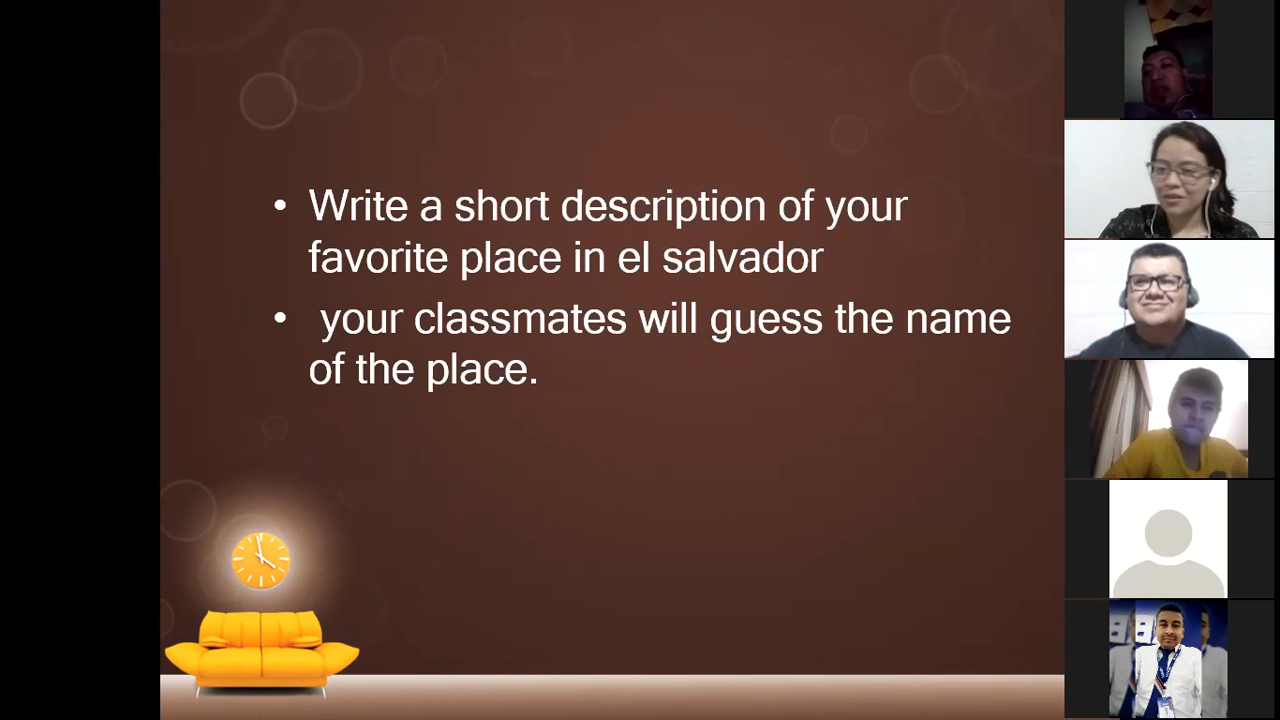 • Write a short description of your
favorite place in el salvador
• your classmates will guess the name
of the place.